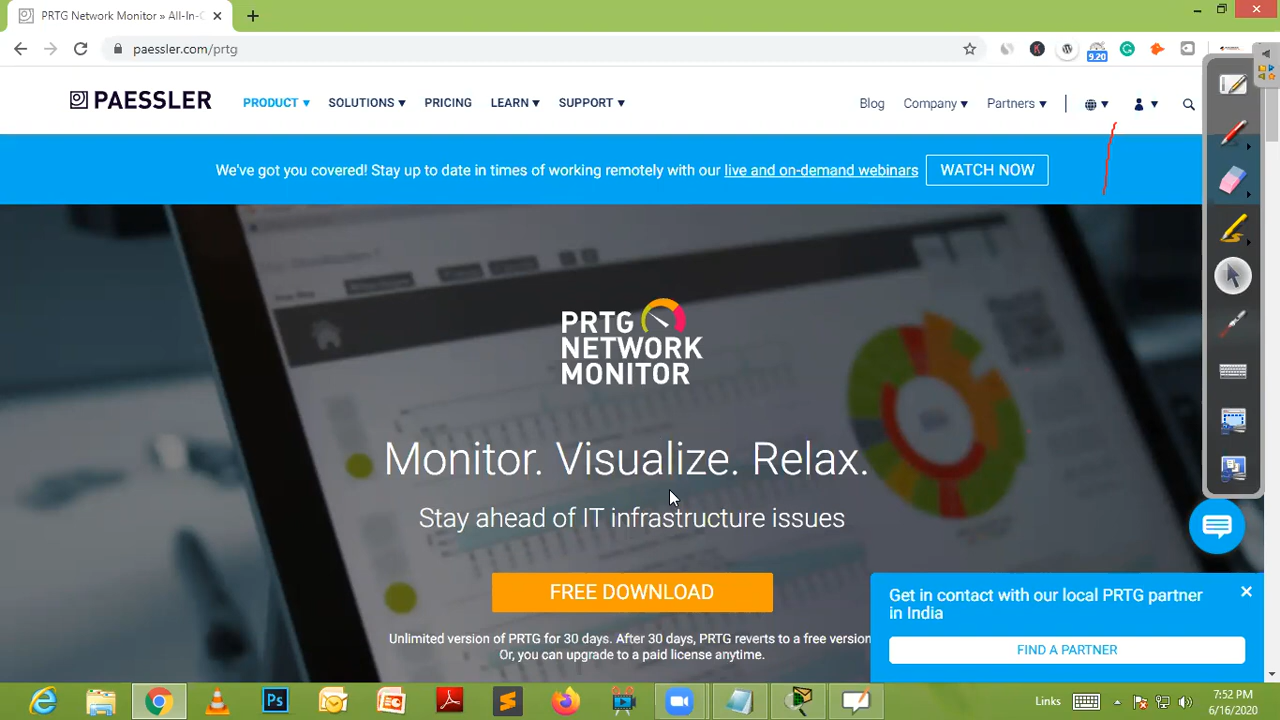 PRTG Network Monitor » All-In-O
paessler.com/prtg
9.20
PAESSLER
PRODUCT
SOLUTIONS
PRICING
LEARN
SUPPORT
Blog
Company
Partners
We've got you covered! Stay up to date in times of working remotely with our live and on-demand webinars
WATCH NOW
PRTG
NETWORK
MONITOR
Monitor. Visualize. Relax.
Stay ahead of IT infrastructure issues
FREE DOWNLOAD
Unlimited version of PRTG for 30 days. After 30 days, PRTG reverts to a free version
Or, you can upgrade to a paid license anytime.
Get in contact with our local PRTG partner
in India
FIND A PARTNER
Links
7:52 PM
6/16/2020